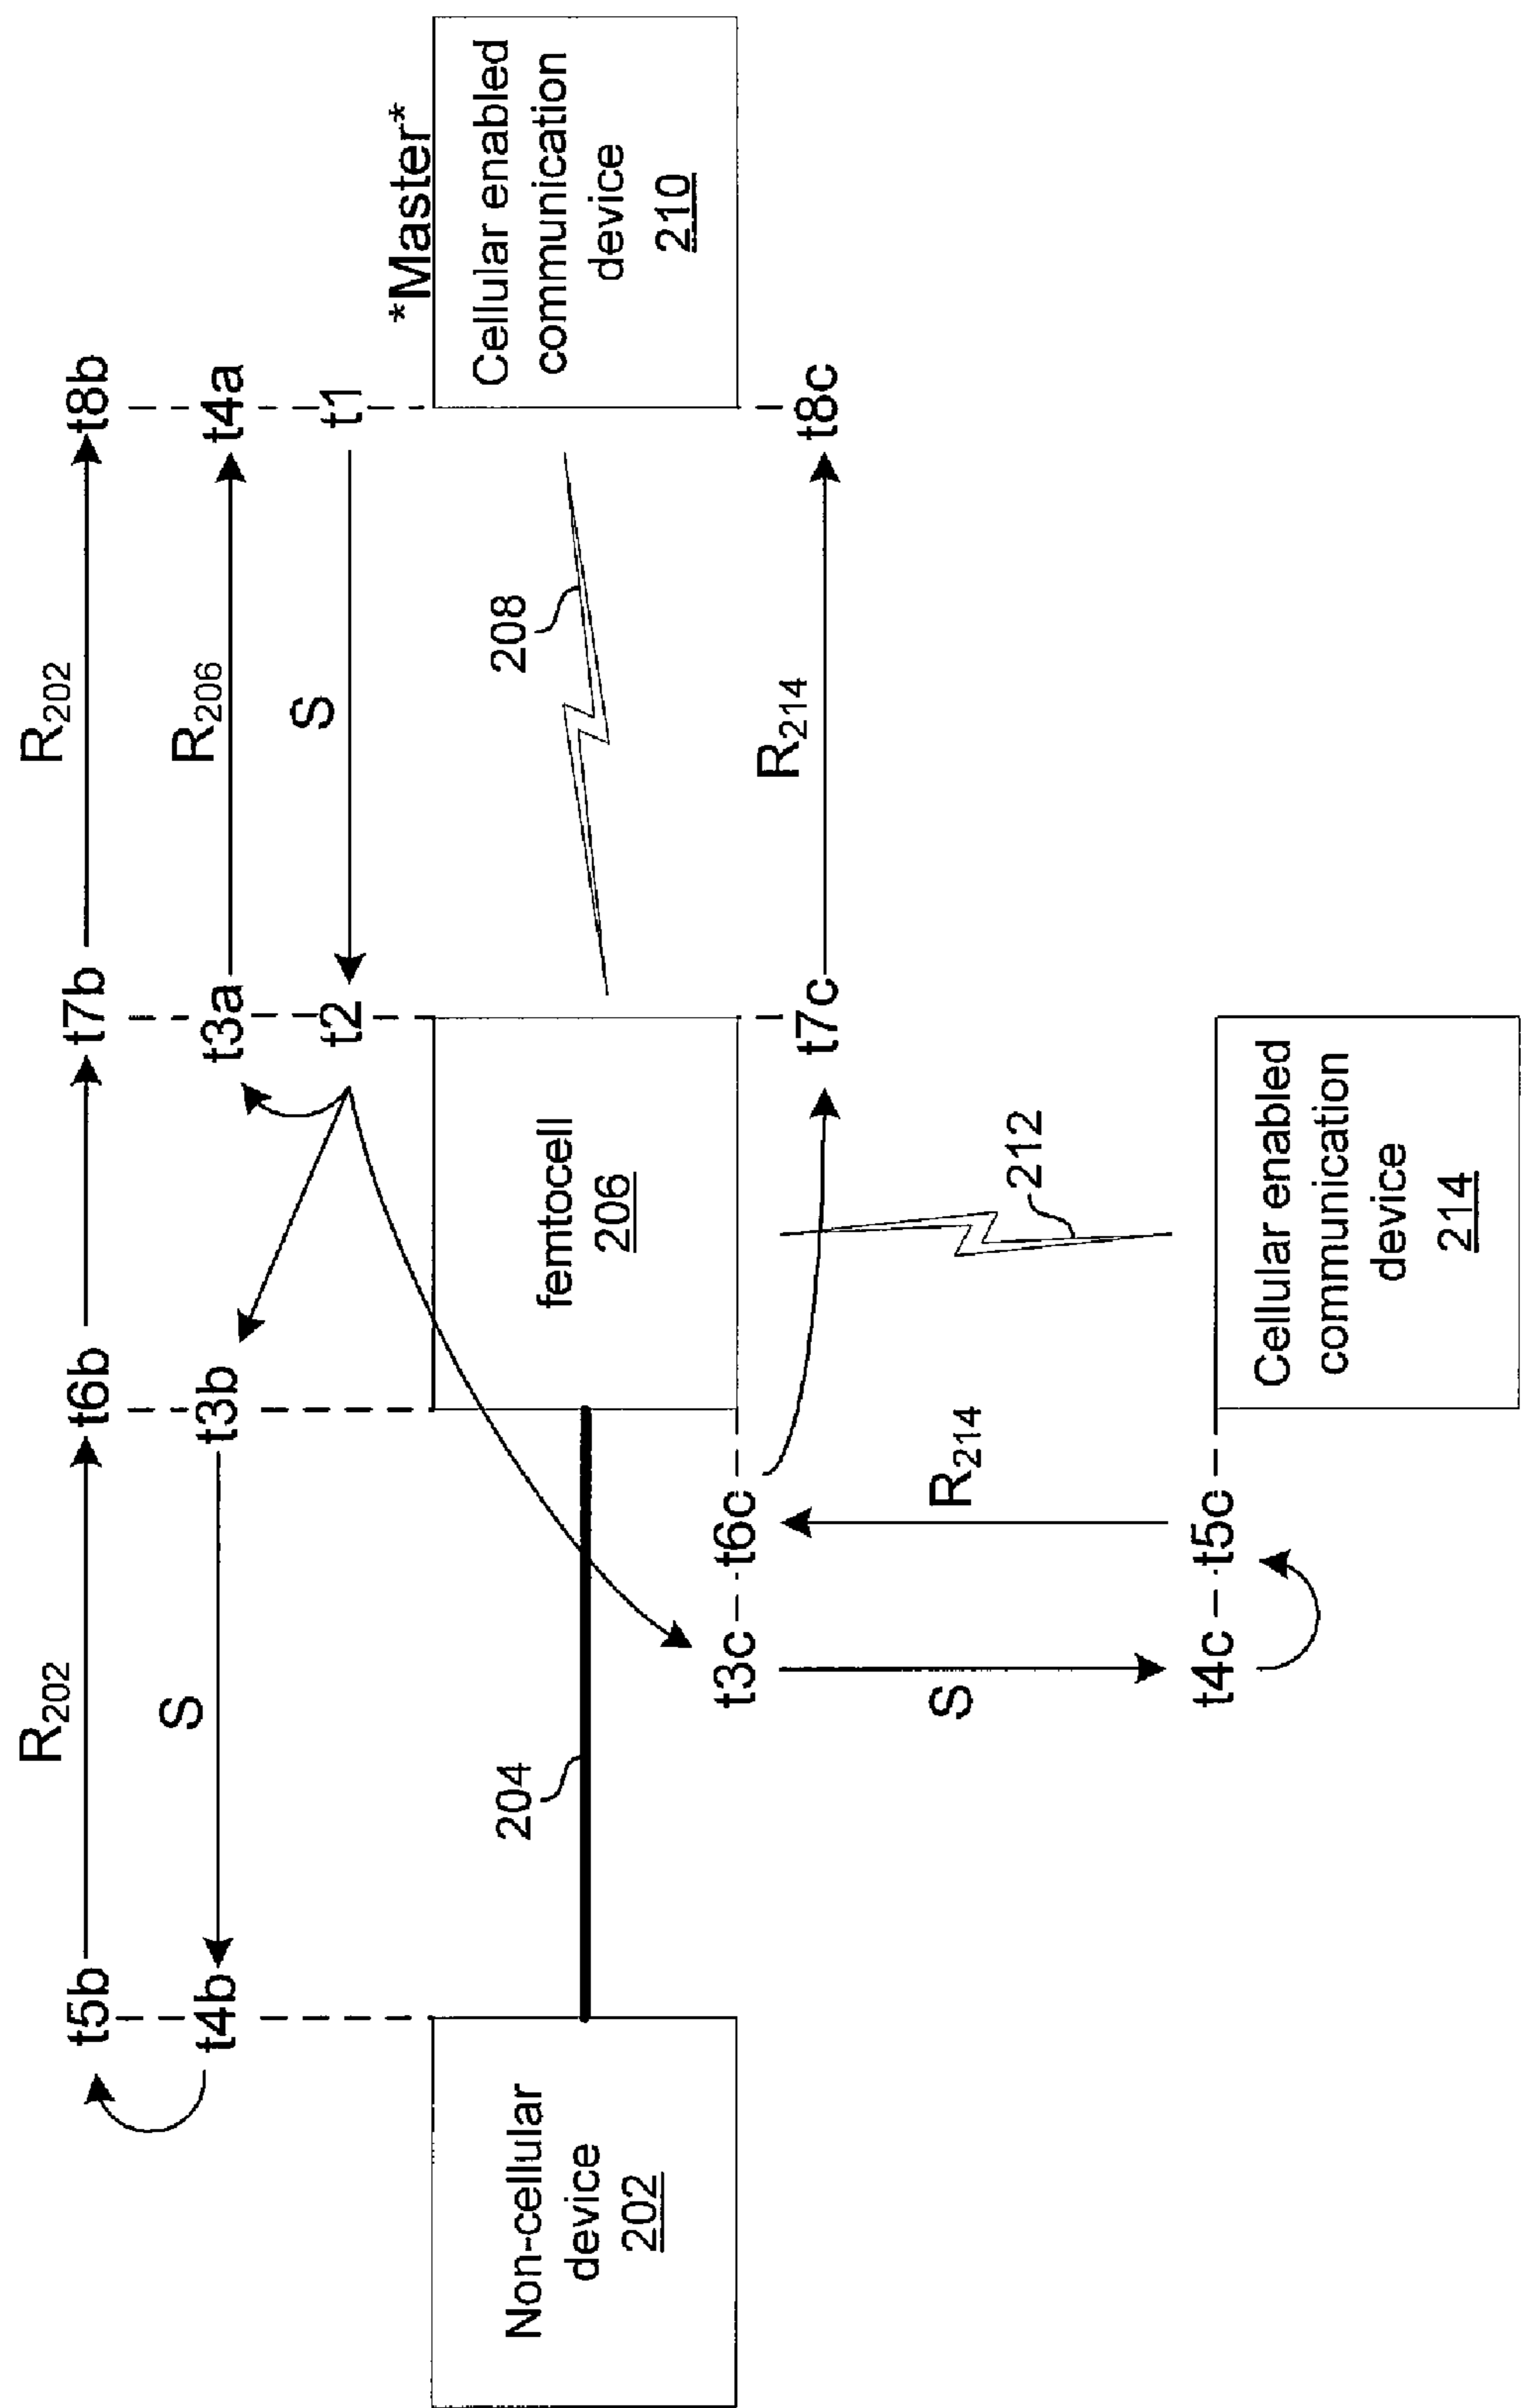 R202
R202
t5b
t6b
t7b
t8b
S
R206
t4b
t3b
t3a
t4a
S
t2
t1
*Master*
204
208
Non-cellular
device
202
femtocell
206
Cellular enabled
communication
device
210
t3c
t6c
R214
t7c
t8c
S
R214
212
t4c
t5c
Cellular enabled
communication
device
214